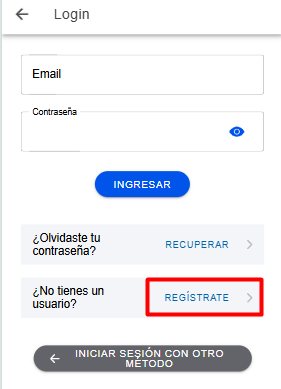 Login
Email
Contraseña
INGRESAR
¿Olvidaste tu
contraseña?
RECUPERAR
¿No tienes un
usuario?
REGÍSTRATE
INICIAR SESIÓN CON OTRO
MÉTODO